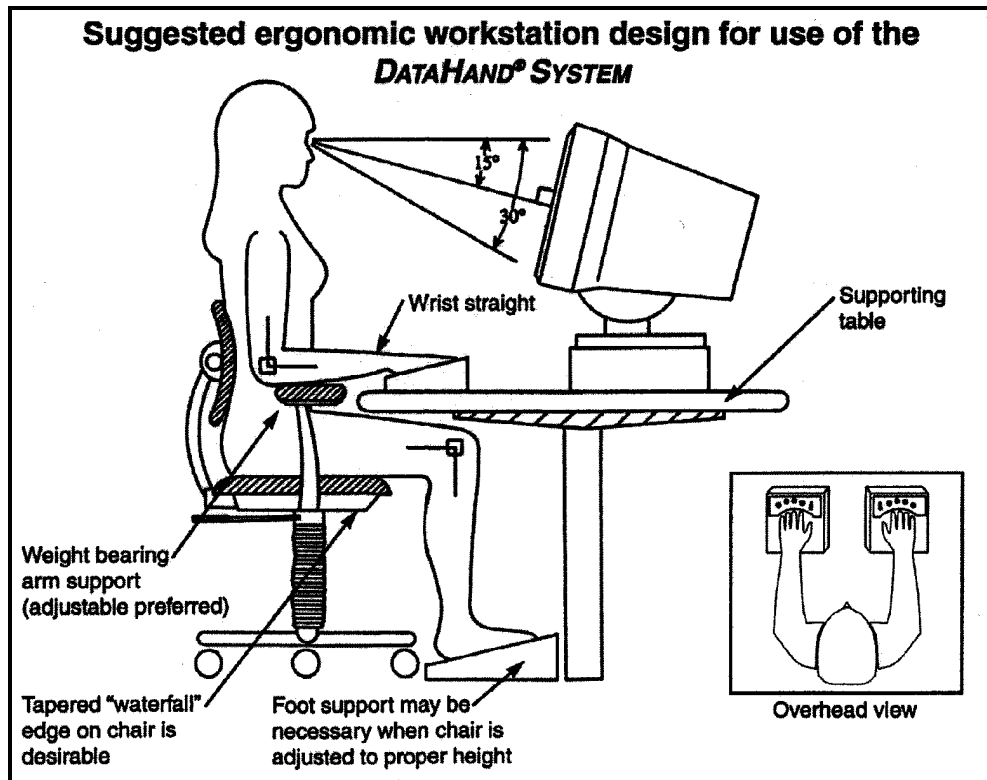 Suggested ergonomic workstation design for use of the
DATAHAND® SYSTEM
15°
30°
Wrist straight
Supporting
table
Weight bearing
arm support
(adjustable preferred)
Tapered “waterfall”
edge on chair is
desirable
Foot support may be
necessary when chair is
adjusted to proper height
Overhead view